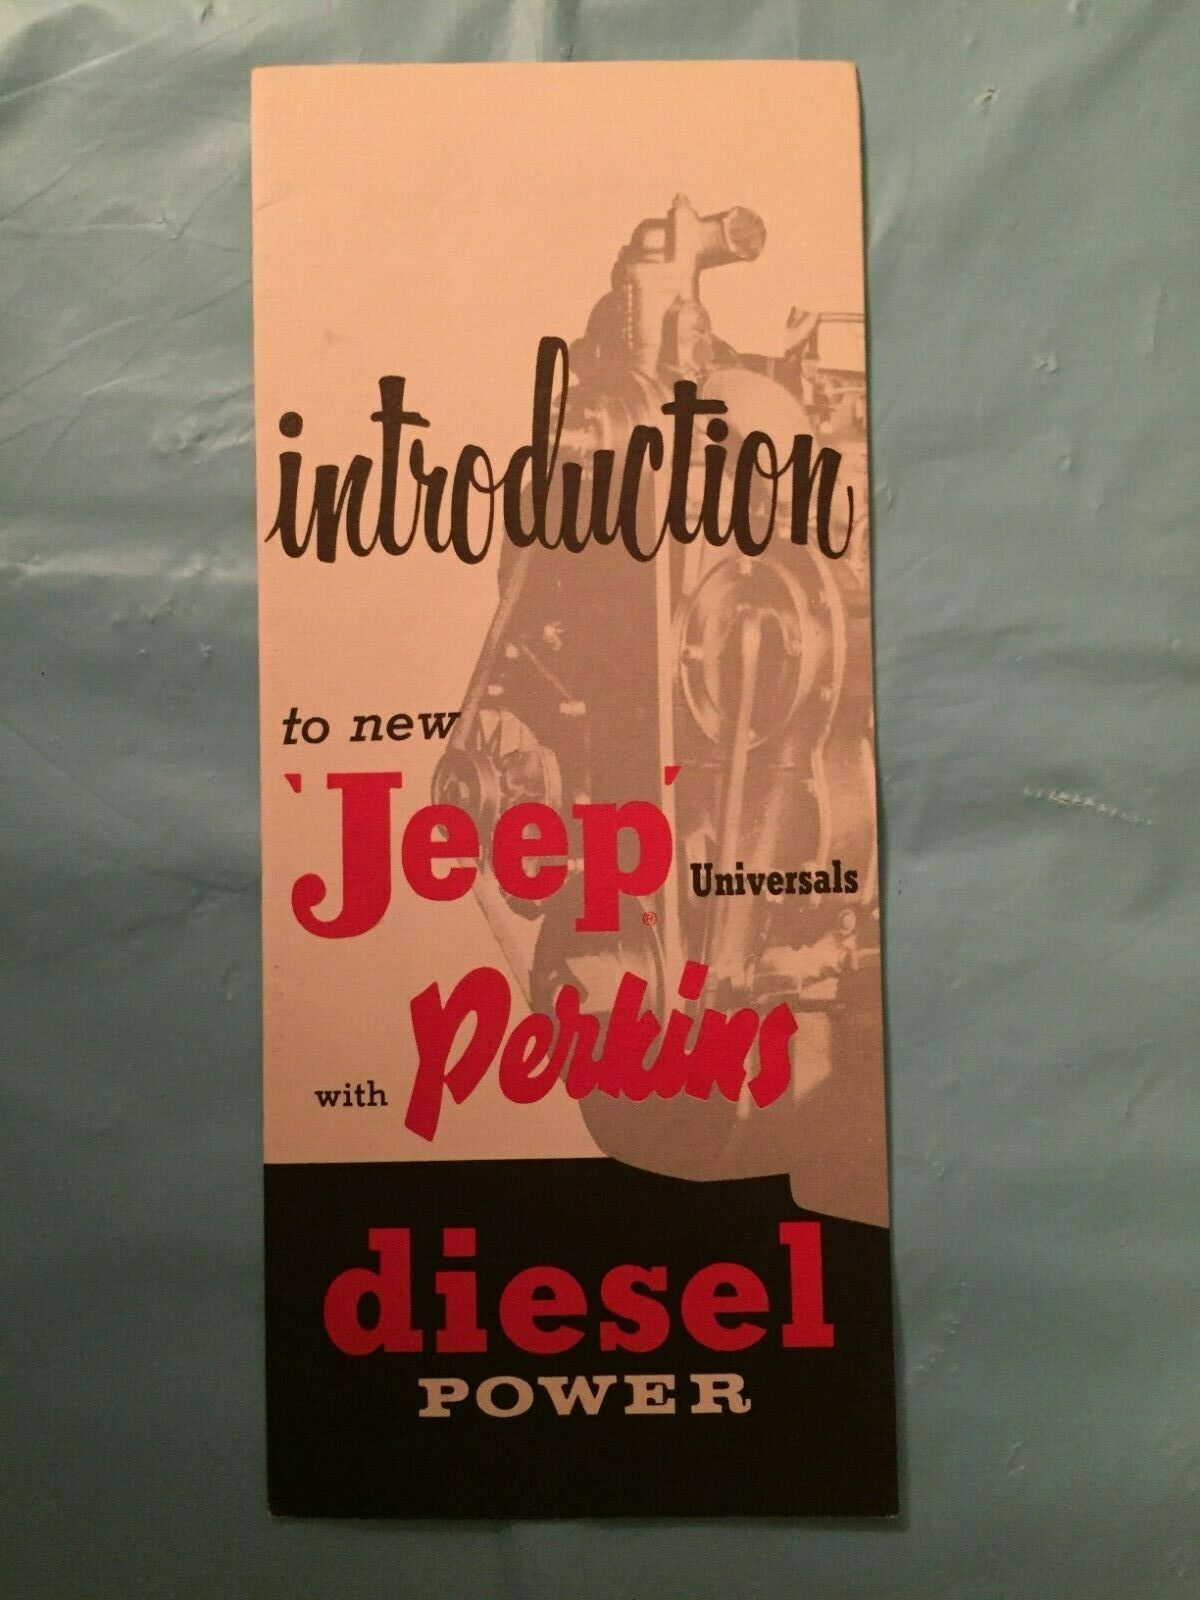 introduction
to new
'Jeep' Universals
®
with Perkins
diesel
POWER